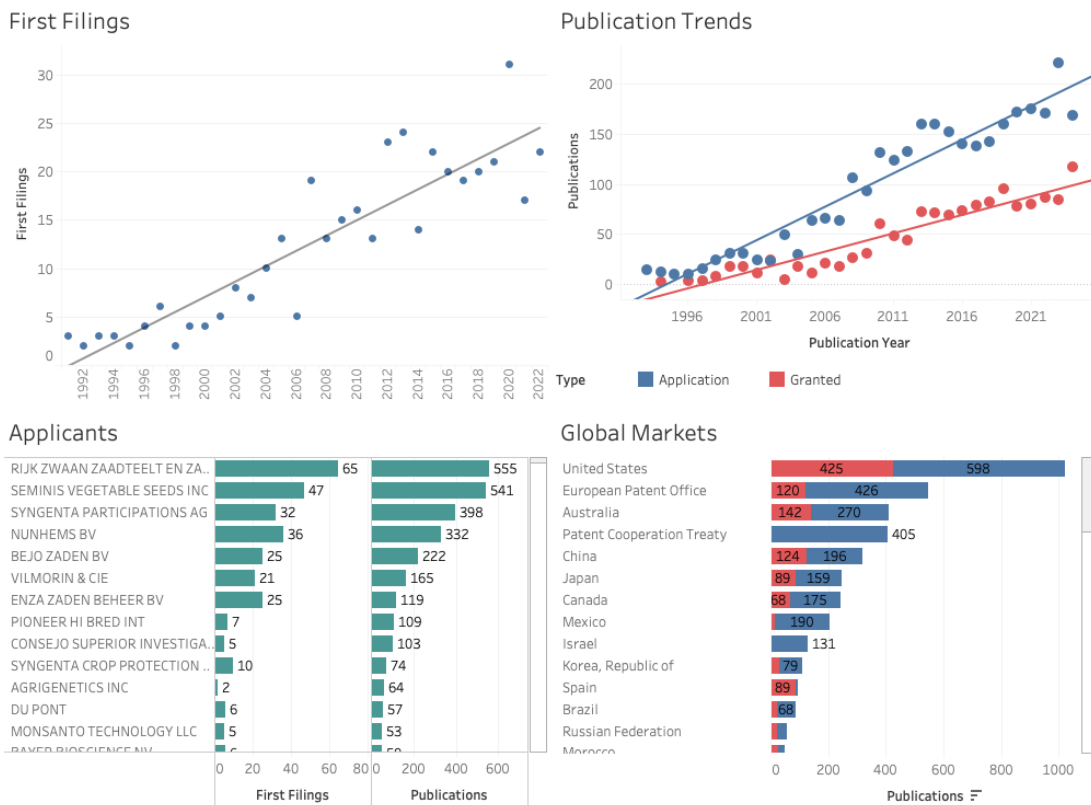 First Filings
30
25
20
15
10
5
0
First Filings
1992
1994
1996
1998
2000
2002
2004
2006
2008
2010
2012
2014
2016
2018
2020
2022
Publication Trends
200
150
100
50
0
Publications
1996
2001
2006
2011
2016
2021
Publication Year
Type
Application
Granted
Applicants
RIJK ZWAAN ZAADTEELT EN ZA.. 65 555
SEMINIS VEGETABLE SEEDS INC 47 541
SYNGENTA PARTICIPATIONS AG 32 398
NUNHEMS BV 36 332
BEJO ZADEN BV 25 222
VILMORIN & CIE 21 165
ENZA ZADEN BEHEER BV 25 119
PIONEER HI BRED INT 7 109
CONSEJO SUPERIOR INVESTIGA.. 5 103
SYNGENTA CROP PROTECTION .. 10 74
AGRIGENETICS INC 2 64
DU PONT 6 57
MONSANTO TECHNOLOGY LLC 5 53
BAYER BIOSCIENCE NV
0 20 40 60 80 0 200 400 600
First Filings Publications
Global Markets
United States 425 598
European Patent Office 120 426
Australia 142 270
Patent Cooperation Treaty 405
China 124 196
Japan 89 159
Canada 68 175
Mexico 190
Israel 131
Korea, Republic of 79
Spain 89
Brazil 68
Russian Federation
Morocco
0 200 400 600 800 1000
Publications